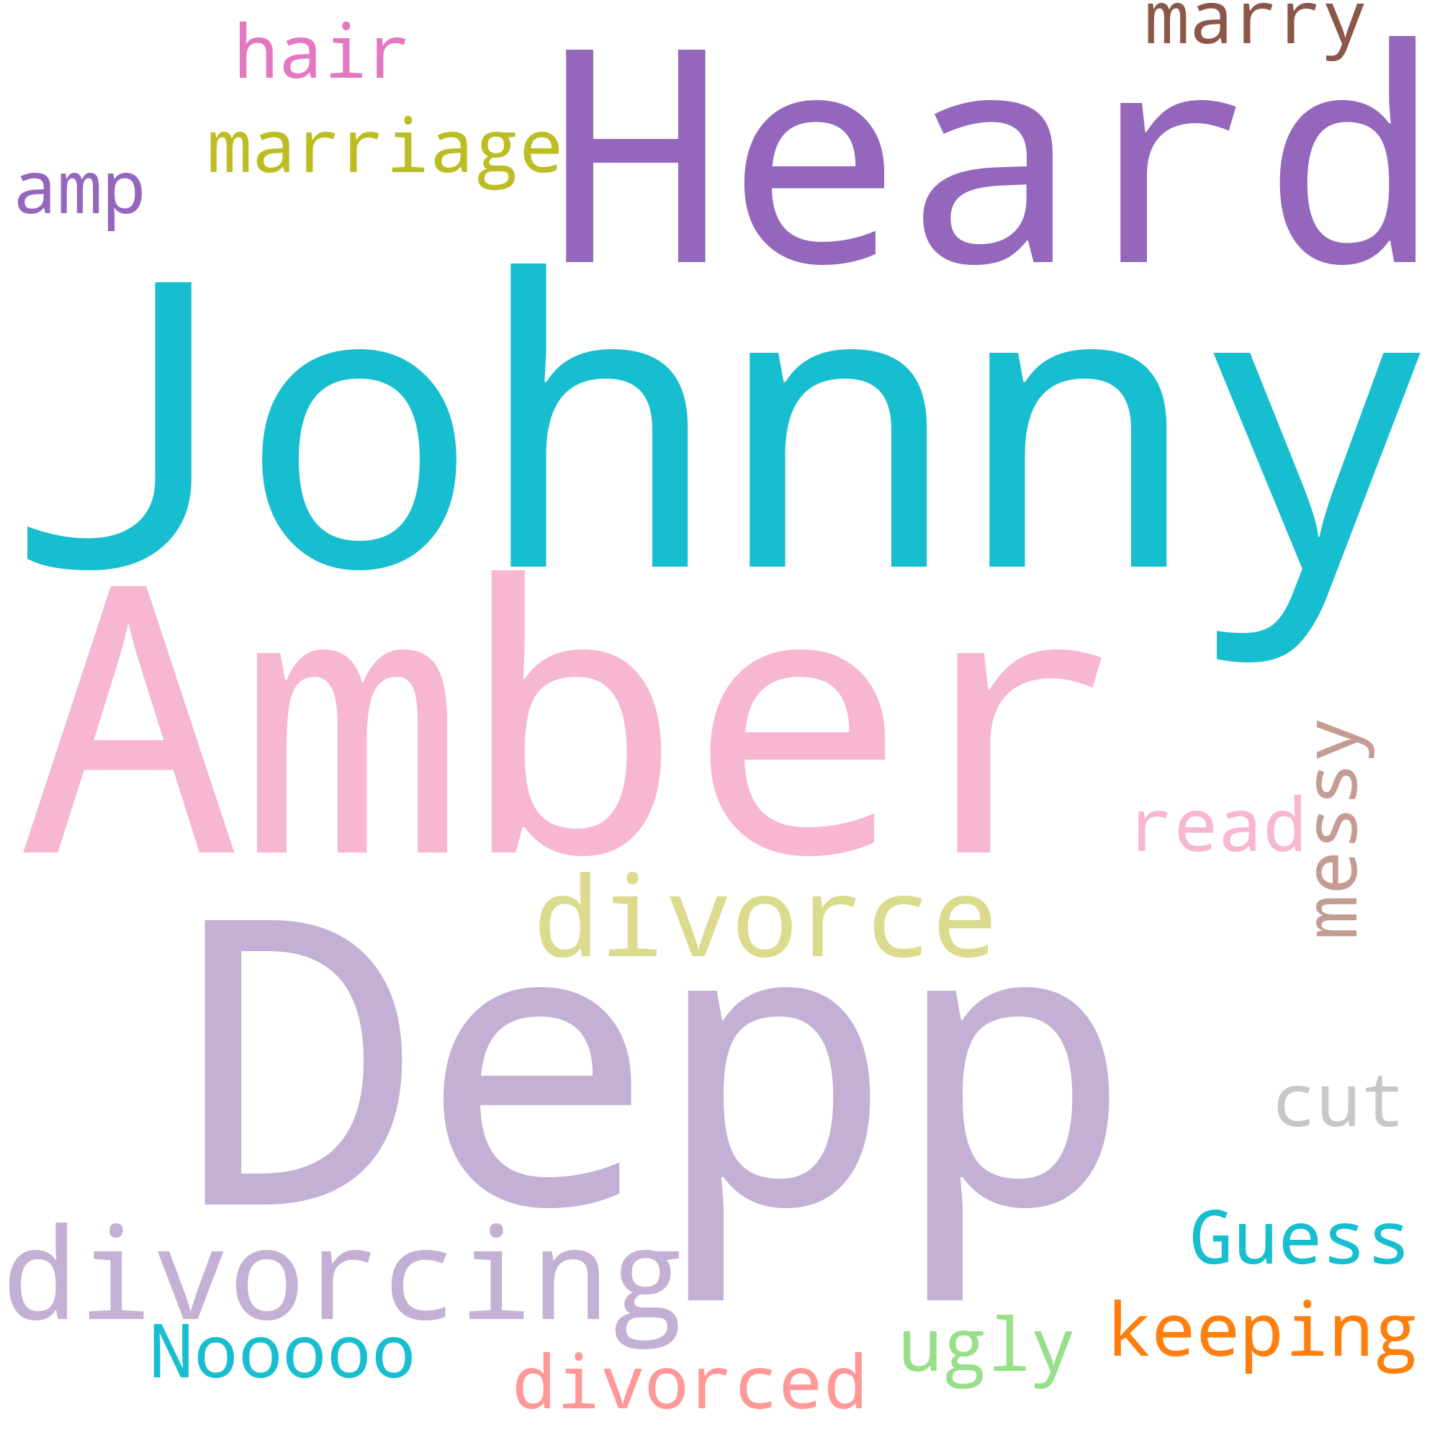 marry
hair
Heard
marriage
amp
Johnny
Amber
messy
read
divorce
Depp
cut
Guess
divorcing
keeping
Nooooo
ugly
divorced